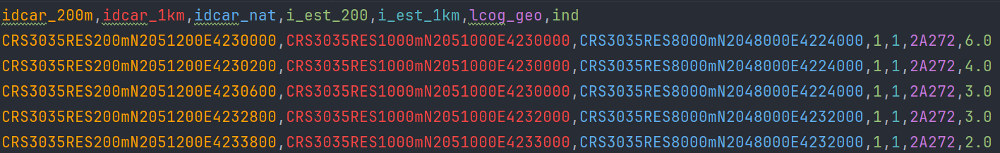 idcar_200m,idcar_1km,idcar_nat,i_est_200,i_est_1km,lcog_geo,ind
CRS3035RES200mN2051200E4230000,CRS3035RES1000mN2051000E4230000,CRS3035RES8000mN2048000E4224000,1,1,2A272,6.0
CRS3035RES200mN2051200E4230200,CRS3035RES1000mN2051000E4230000,CRS3035RES8000mN2048000E4224000,1,1,2A272,4.0
CRS3035RES200mN2051200E4230600,CRS3035RES1000mN2051000E4230000,CRS3035RES8000mN2048000E4224000,1,1,2A272,3.0
CRS3035RES200mN2051200E4232800,CRS3035RES1000mN2051000E4232000,CRS3035RES8000mN2048000E4232000,1,1,2A272,3.0
CRS3035RES200mN2051200E4233800,CRS3035RES1000mN2051000E4233000,CRS3035RES8000mN2048000E4232000,1,1,2A272,2.0